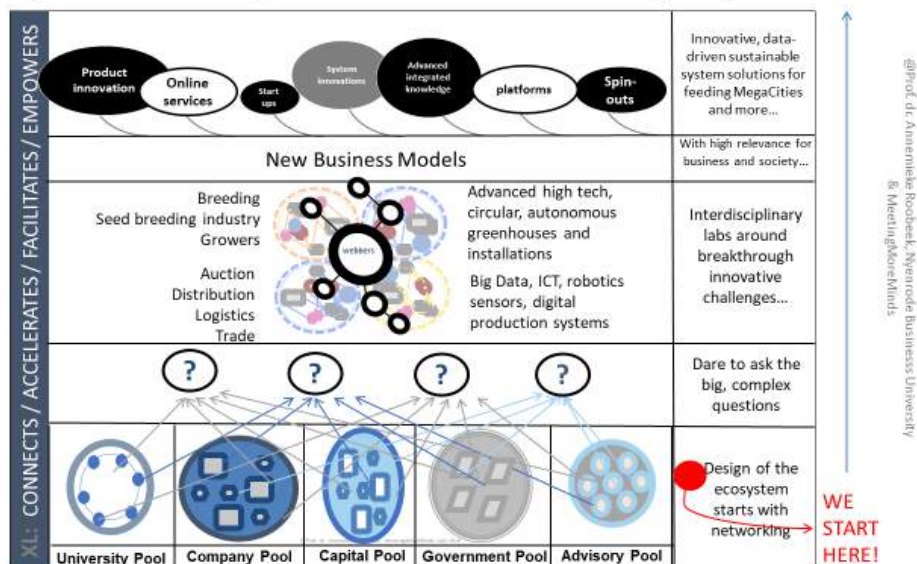 XL: CONNECTS / ACCELERATES / FACILITATES / EMPOWERS
Product
innovation
Online
services
Start
ups
System
innovations
Advanced
integrated
knowledge
platforms
Spin-
outs
Innovative, data-
driven sustainable
system solutions for
feeding MegaCities
and more...
New Business Models
With high relevance for
business and society...
Breeding
Seed breeding industry
Growers
Auction
Distribution
Logistics
Trade
webbers
Advanced high tech,
circular, autonomous
greenhouses and
installations
Big Data, ICT, robotics
sensors, digital
production systems
Interdisciplinary
labs around
breakthrough
innovative
challenges...
?
?
?
?
Dare to ask the
big, complex
questions
University Pool
Company Pool
Capital Pool
Government Pool
Advisory Pool
Design of the
ecosystem
starts with
networking
WE
START
HERE!
@Prof. dr. Annemieke Roobeek, Nyenrode Businesss University
& MeetingMoreMinds